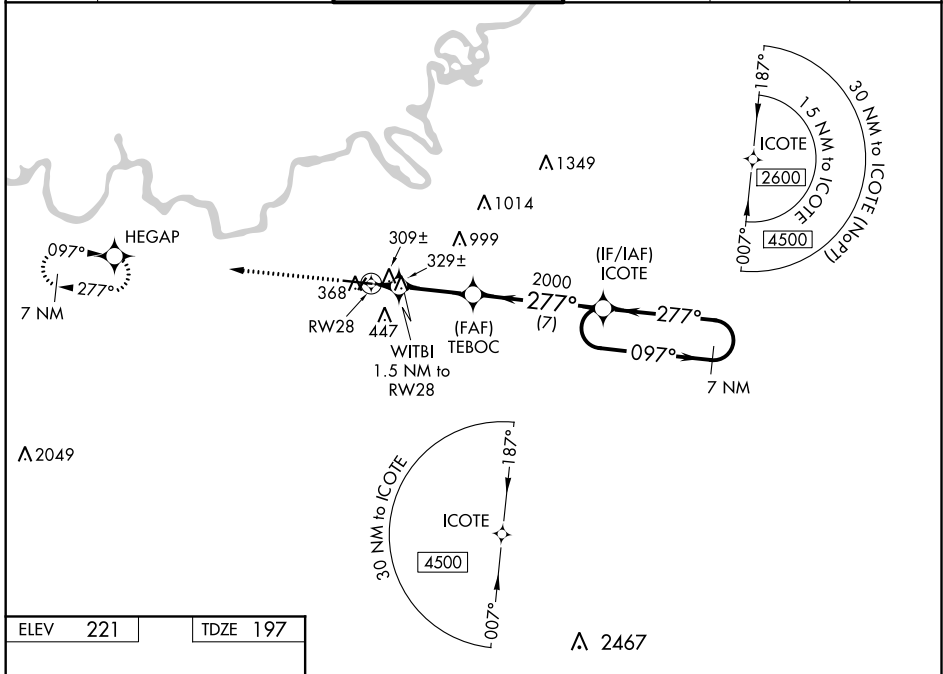 187°
30 NM to ICOTE (NoPT)
15 NM to ICOTE
ICOTE
2600
4500
007°
1349
1014
999
309±
329±
HEGAP
097°
277°
7 NM
368
RW28
447
WITBI
1.5 NM to
RW28
(FAF)
TEBOC
2000
277°
(7)
(IF/IAF)
ICOTE
277°
097°
7 NM
2049
30 NM to ICOTE
187°
ICOTE
4500
007°
2467
ELEV 221
TDZE 197